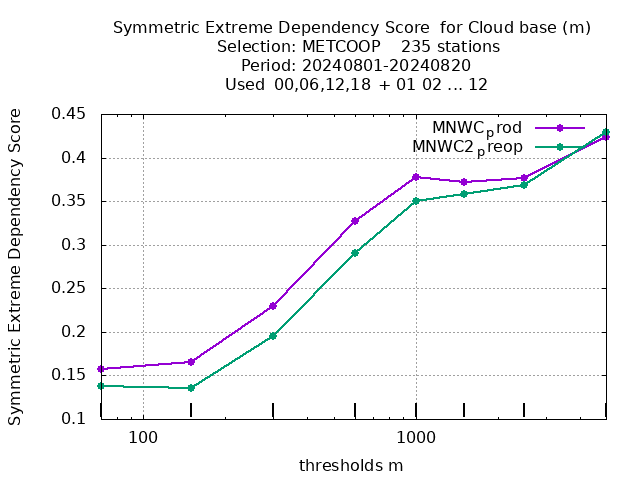 Symmetric Extreme Dependency Score  for Cloud base (m)
Selection: METCOOP    235 stations
Period: 20240801-20240820
Used  00,06,12,18 + 01 02 ... 12
Symmetric Extreme Dependency Score
0.45
0.4
0.35
0.3
0.25
0.2
0.15
0.1
MNWCprod
MNWC2preop
100
1000
thresholds m